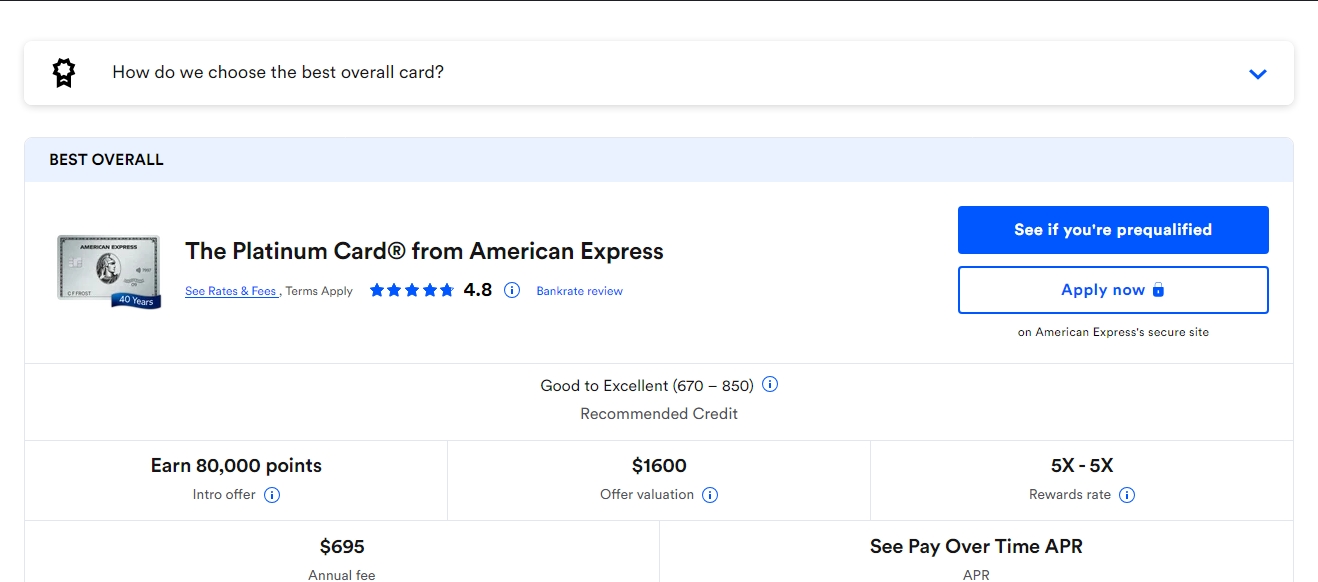 How do we choose the best overall card?
BEST OVERALL
AMERICAN EXPRESS
C F FROST
40 Years
The Platinum Card® from American Express
See Rates & Fees , Terms Apply 4.8 Bankrate review
See if you're prequalified
Apply now
on American Express's secure site
Good to Excellent (670 – 850)
Recommended Credit
Earn 80,000 points
Intro offer
$1600
Offer valuation
5X - 5X
Rewards rate
$695
Annual fee
See Pay Over Time APR
APR